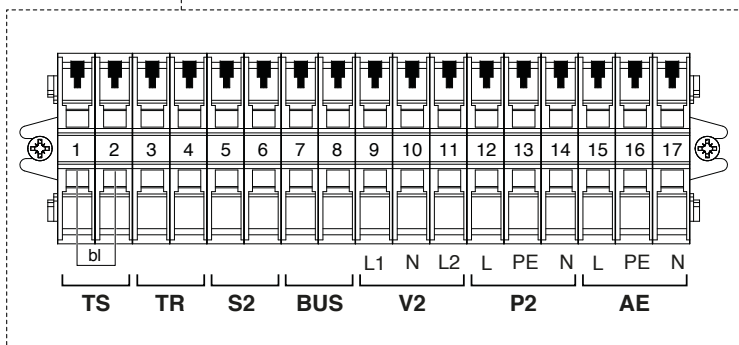 1 2 3 4 5 6 7 8 9 10 11 12 13 14 15 16 17
bl
L1 N L2 L PE N L PE N
TS TR S2 BUS V2 P2 AE